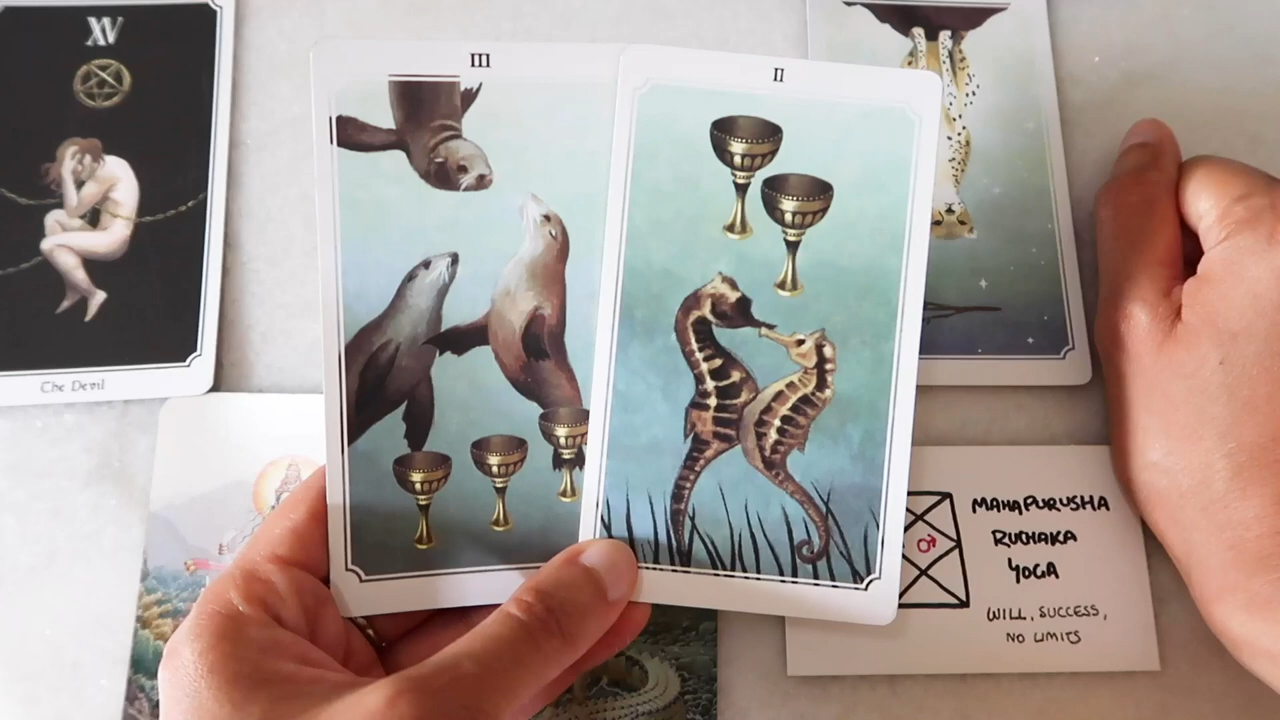 XV
The Devil
III
II
MAHAPURUSHA
RUCHAKA
YOGA
WILL, SUCCESS,
NO LIMITS